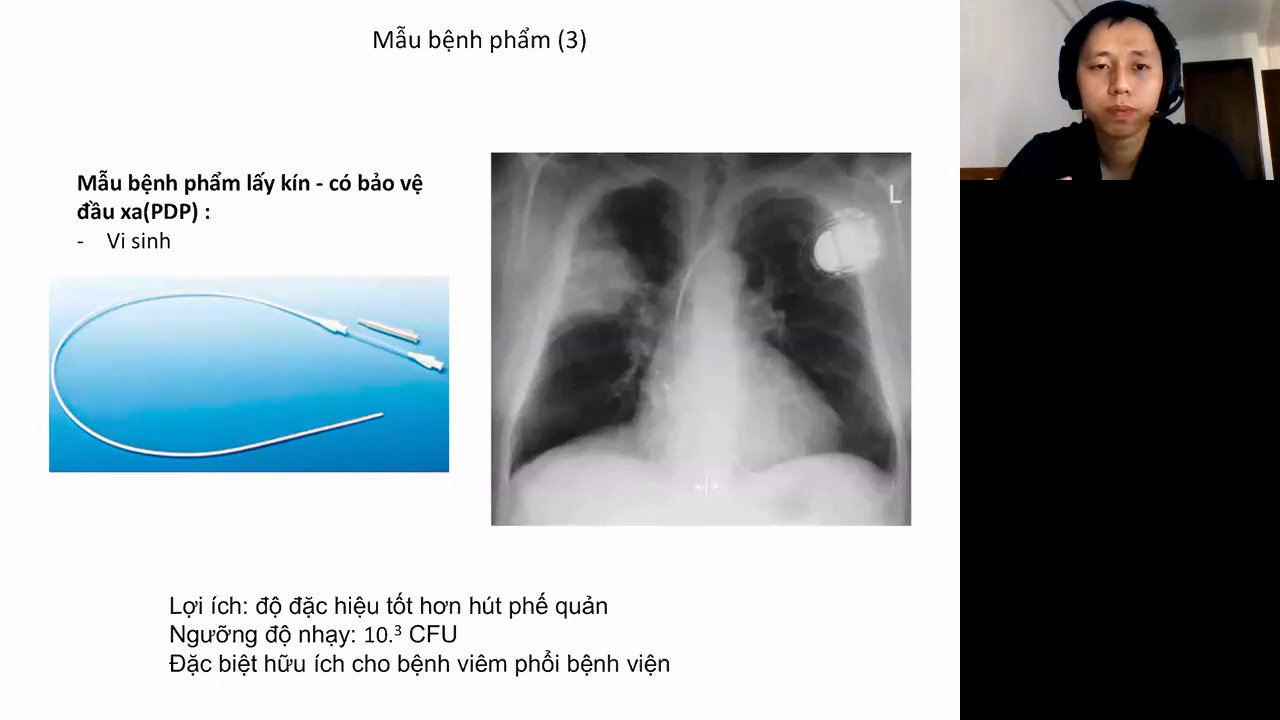 Mẫu bệnh phẩm (3)
Mẫu bệnh phẩm lấy kín - có bảo vệ
đầu xa(PDP) :
- Vi sinh
L
Lợi ích: độ đặc hiệu tốt hơn hút phế quản
Ngưỡng độ nhạy: 10.³ CFU
Đặc biệt hữu ích cho bệnh viêm phổi bệnh viện